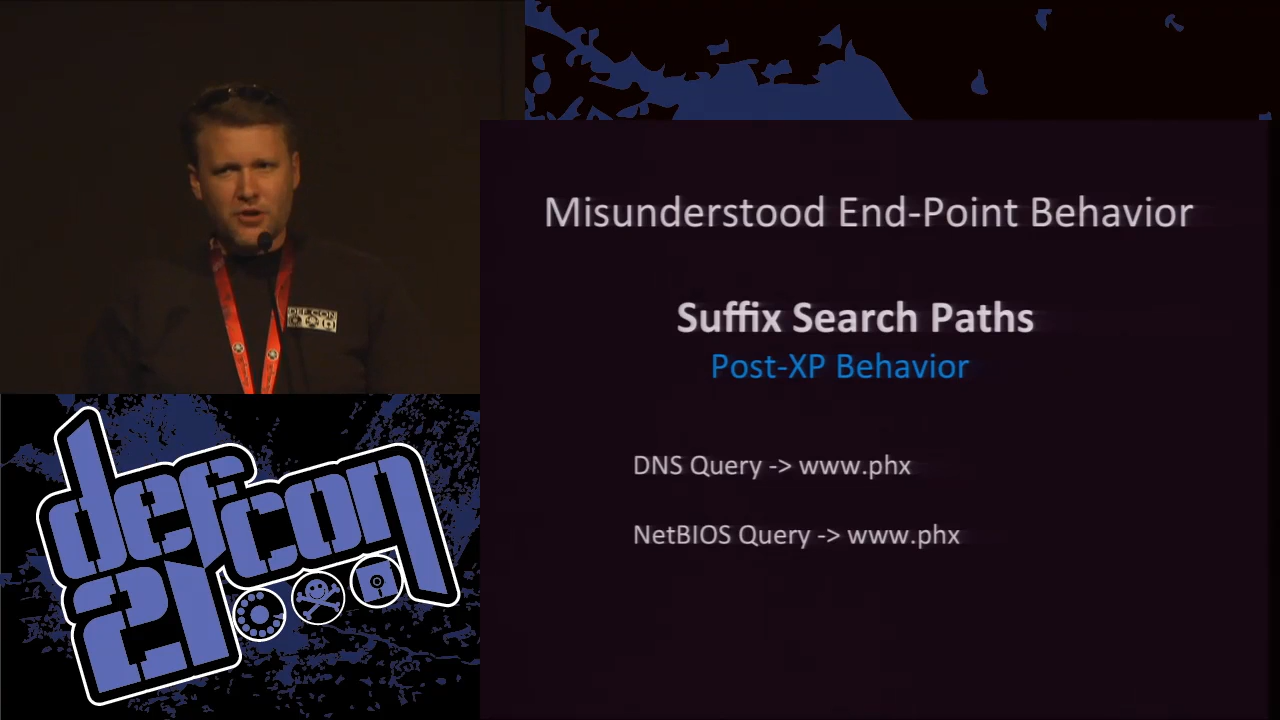 Misunderstood End-Point Behavior
Suffix Search Paths
Post-XP Behavior
DNS Query -> www.phx
NetBIOS Query -> www.phx
DEF CON
defcon
21